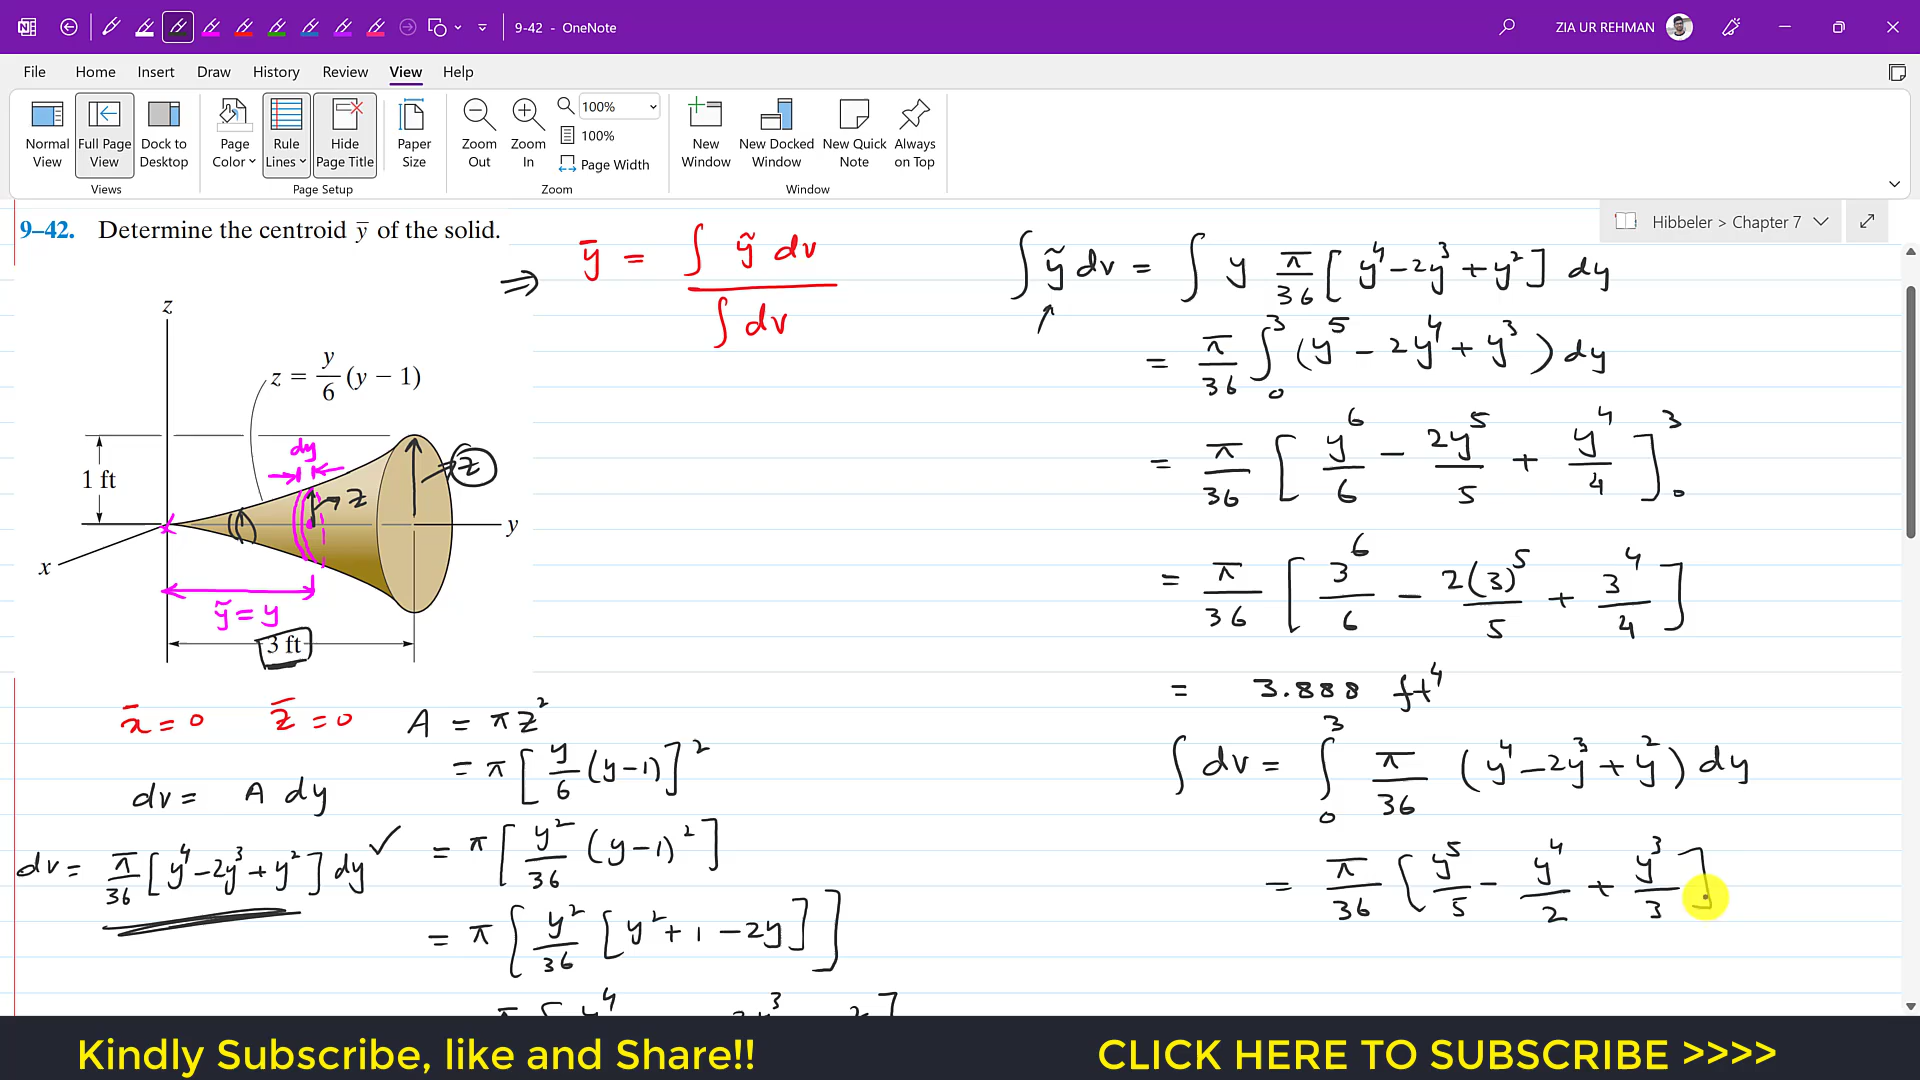 9-42 - OneNote
ZIA UR REHMAN
File Home Insert Draw History Review View Help
Normal View
Full Page View
Dock to Desktop
Views
Page Color
Rule Lines
Hide Page Title
Paper Size
Page Setup
Zoom Out
Zoom In
100%
100%
Page Width
Zoom
New Window
New Docked Window
New Quick Note
Always on Top
Window
Hibbeler > Chapter 7
9–42. Determine the centroid y̅ of the solid.
z
z = y/6 (y − 1)
1 ft
dy
z
z
y
x
ỹ = y
3 ft
⇒ y̅ = ∫ ỹ dv / ∫ dv
x̅ = 0 z̅ = 0
dv = A dy
dv = π/36 [y⁴ − 2y³ + y²] dy ✓
A = πz²
= π [y/6 (y−1)]²
= π [y²/36 (y−1)²]
= π [y²/36 [y² + 1 − 2y]]
∫ ỹ dv = ∫ y π/36 [y⁴ − 2y³ + y²] dy
↑
= π/36 ∫₀³ (y⁵ − 2y⁴ + y³) dy
= π/36 [y⁶/6 − 2y⁵/5 + y⁴/4]₀³
= π/36 [3⁶/6 − 2(3)⁵/5 + 3⁴/4]
= 3.888 ft⁴
∫ dv = ∫₀³ π/36 (y⁴ − 2y³ + y²) dy
= π/36 [y⁵/5 − y⁴/2 + y³/3]
Kindly Subscribe, like and Share!!
CLICK HERE TO SUBSCRIBE >>>>